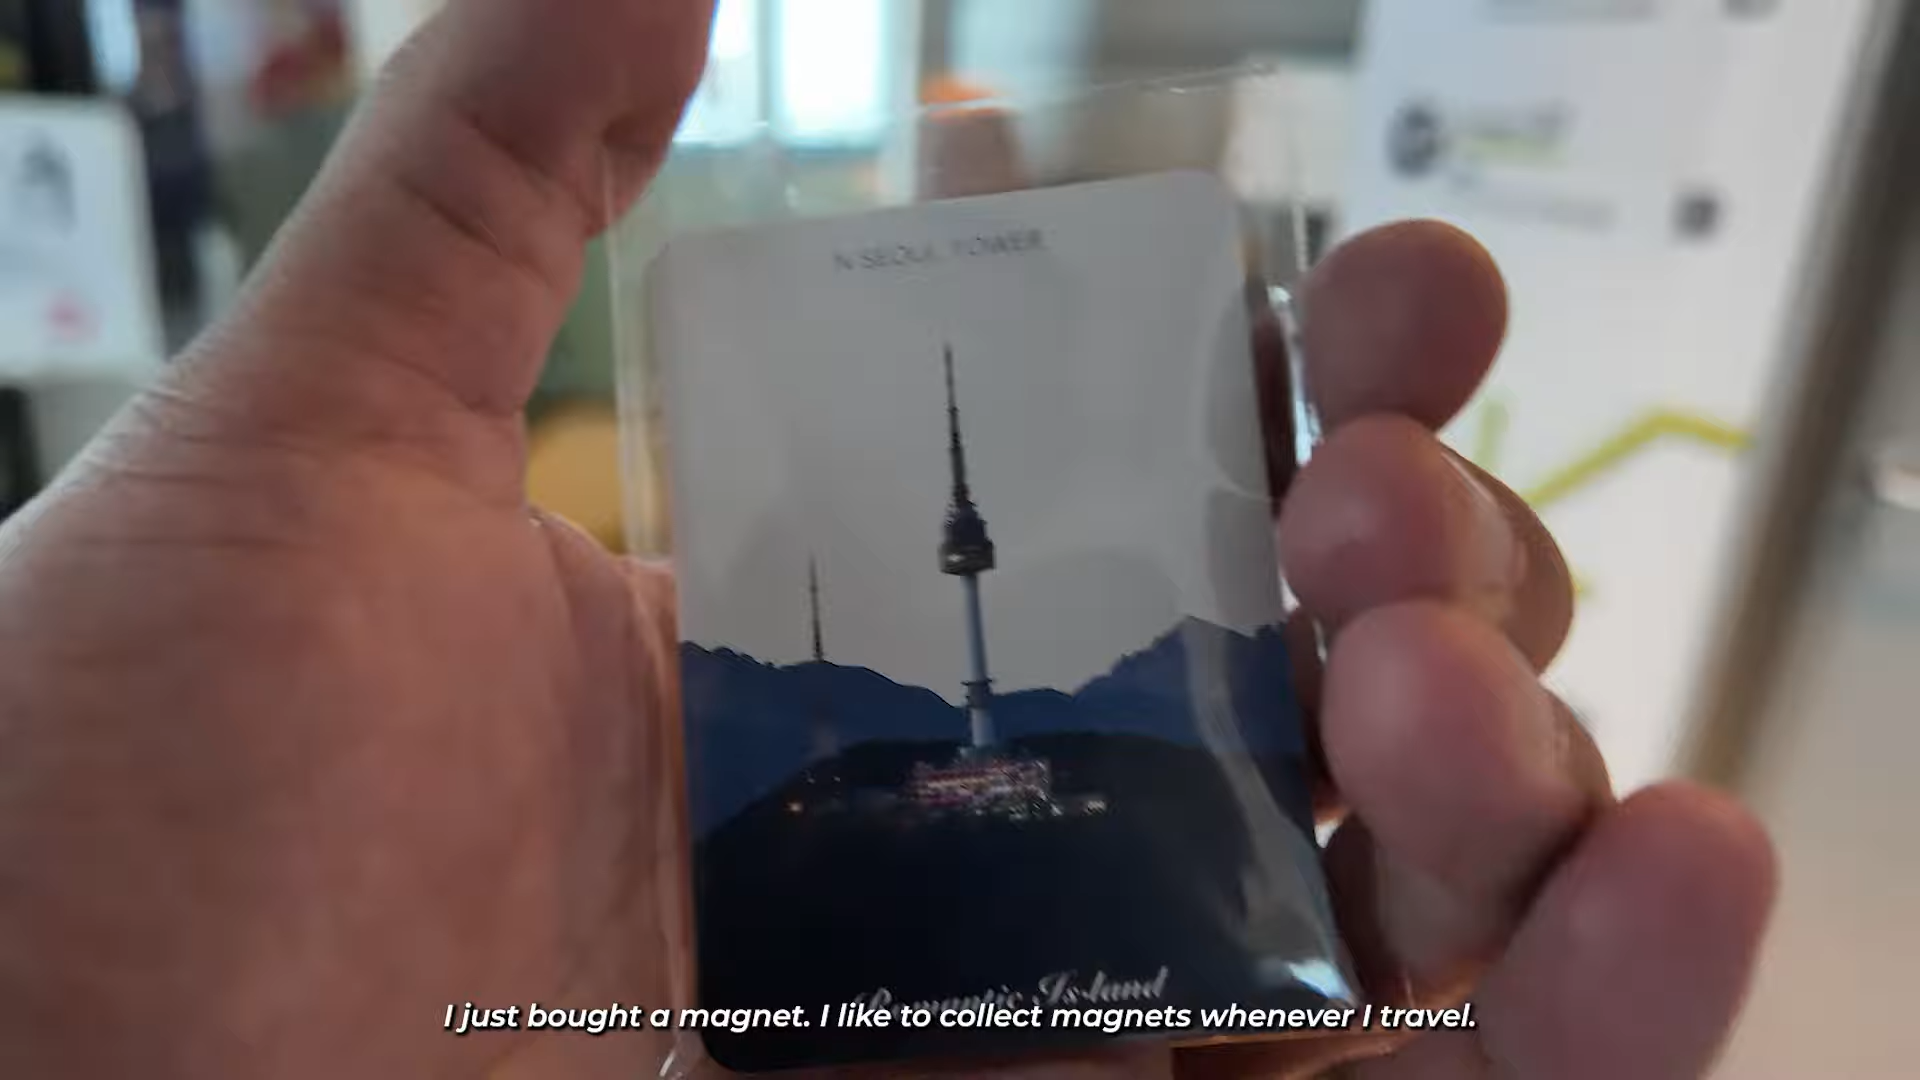 N SEOUL TOWER
Romantic Island
I just bought a magnet. I like to collect magnets whenever I travel.